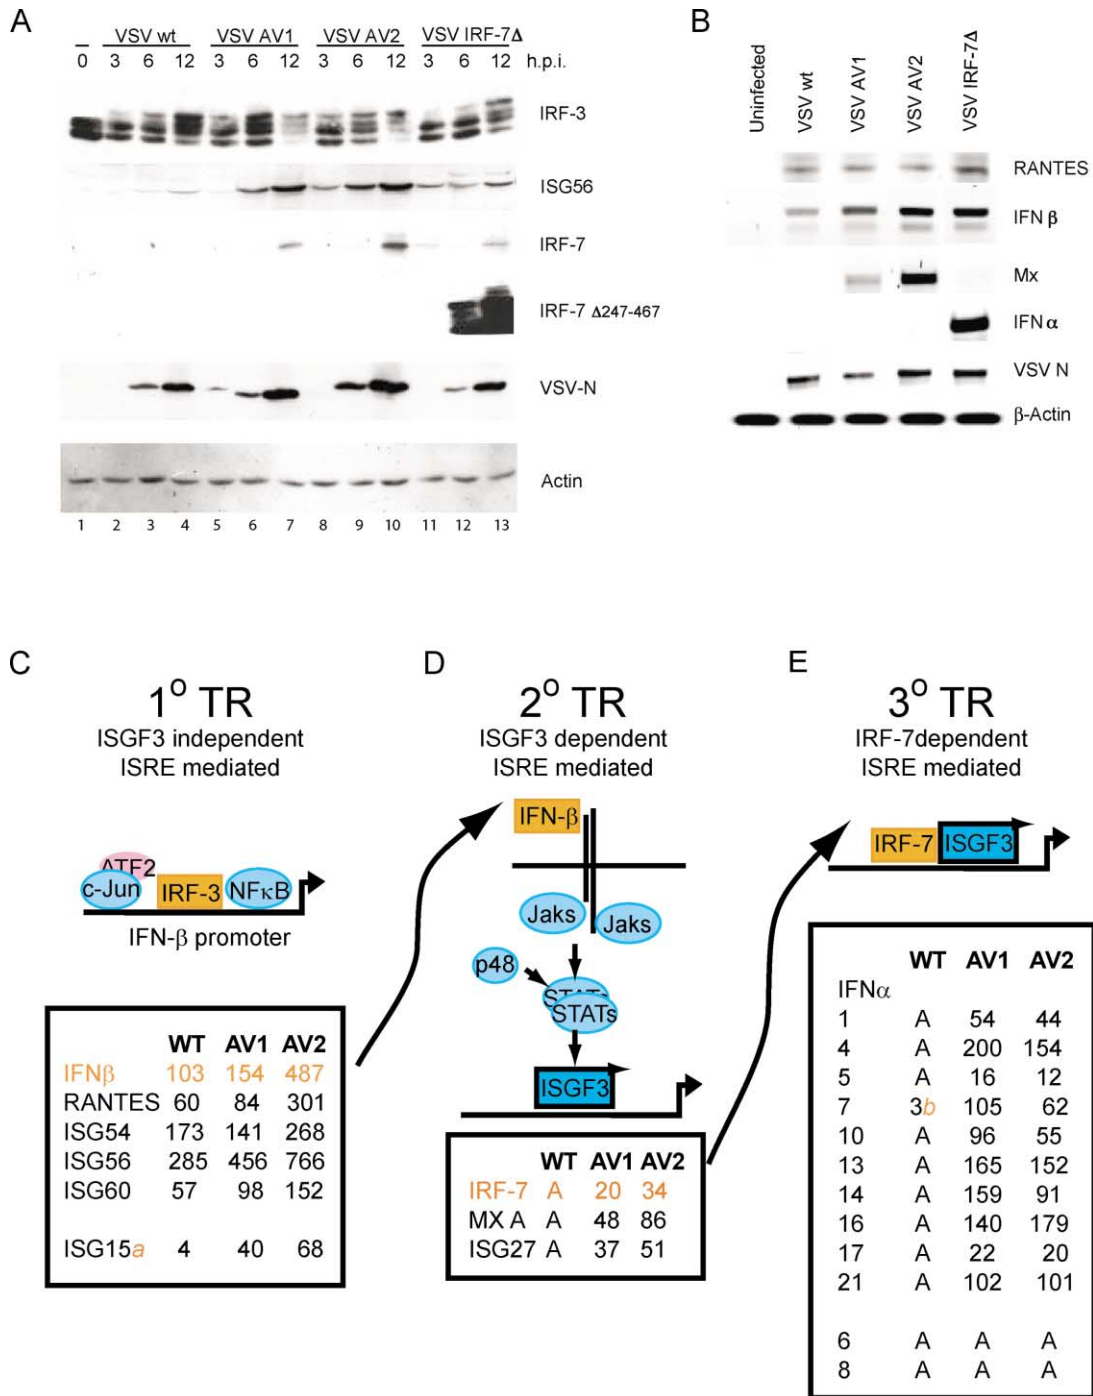 A
VSV wt VSV AV1 VSV AV2 VSV IRF-7Δ
0 3 6 12 3 6 12 3 6 12 3 6 12 h.p.i.
IRF-3
ISG56
IRF-7
IRF-7 Δ247-467
VSV-N
Actin
1 2 3 4 5 6 7 8 9 10 11 12 13
B
Uninfected
VSV wt
VSV AV1
VSV AV2
VSV IRF-7Δ
RANTES
IFN β
Mx
IFN α
VSV N
β-Actin
C
1° TR
ISGF3 independent
ISRE mediated
ATF2
c-Jun IRF-3 NFκB
IFN-β promoter
WT AV1 AV2
IFNβ 103 154 487
RANTES 60 84 301
ISG54 173 141 268
ISG56 285 456 766
ISG60 57 98 152
ISG15a 4 40 68
D
2° TR
ISGF3 dependent
ISRE mediated
IFN-β
Jaks Jaks
p48
STATs
STATs
ISGF3
WT AV1 AV2
IRF-7 A 20 34
MX A A 48 86
ISG27 A 37 51
E
3° TR
IRF-7dependent
ISRE mediated
IRF-7 ISGF3
WT AV1 AV2
IFNα
1 A 54 44
4 A 200 154
5 A 16 12
7 3b 105 62
10 A 96 55
13 A 165 152
14 A 159 91
16 A 140 179
17 A 22 20
21 A 102 101
6 A A A
8 A A A